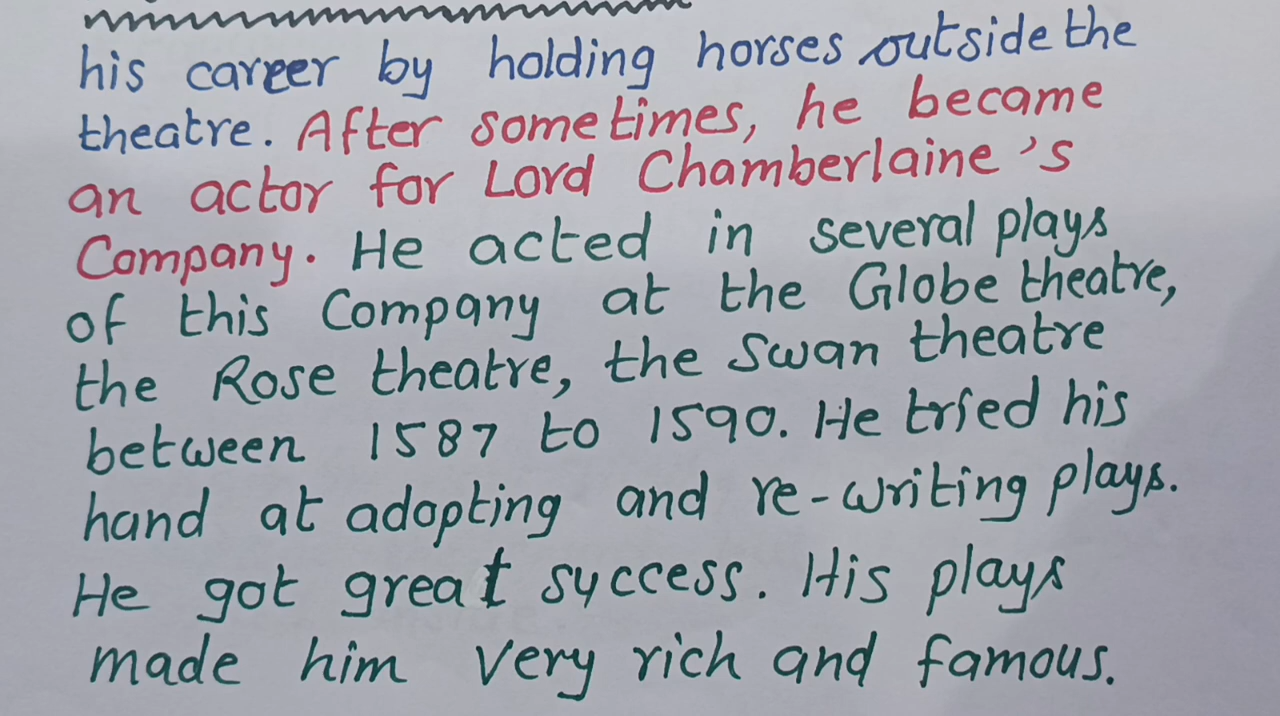 his career by holding horses outside the
theatre. After sometimes, he became
an actor for Lord Chamberlaine's
Company. He acted in several plays
of this Company at the Globe theatre,
the Rose theatre, the Swan theatre
between 1587 to 1590. He tried his
hand at adopting and re-writing plays.
He got great success. His plays
made him very rich and famous.